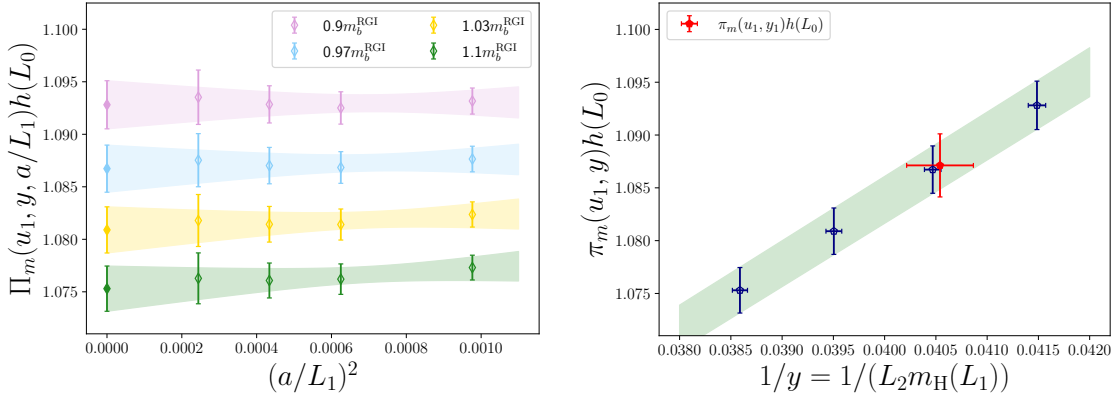 1.100
1.095
1.090
1.085
1.080
1.075
Π_m(u_1, y, a/L_1)h(L_0)
0.9m_b^RGI
0.97m_b^RGI
1.03m_b^RGI
1.1m_b^RGI
0.0000 0.0002 0.0004 0.0006 0.0008 0.0010
(a/L_1)^2
1.100
1.095
1.090
1.085
1.080
1.075
π_m(u_1, y)h(L_0)
π_m(u_1, y_1)h(L_0)
0.0380 0.0385 0.0390 0.0395 0.0400 0.0405 0.0410 0.0415 0.0420
1/y = 1/(L_2 m_H(L_1))